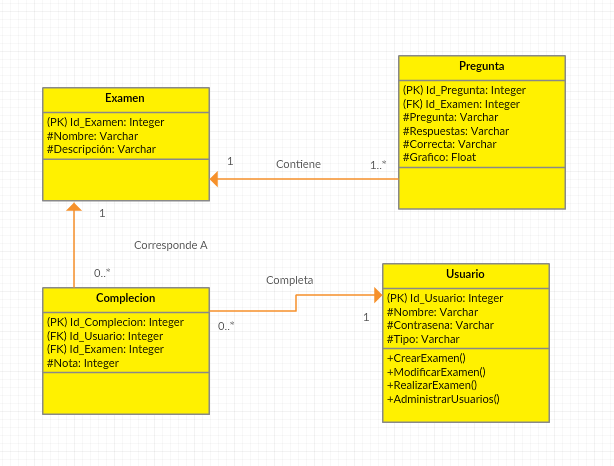 Examen
(PK) Id_Examen: Integer
#Nombre: Varchar
#Descripción: Varchar
Pregunta
(PK) Id_Pregunta: Integer
(FK) Id_Examen: Integer
#Pregunta: Varchar
#Respuestas: Varchar
#Correcta: Varchar
#Grafico: Float
1
Contiene
1..*
1
Corresponde A
0..*
Complecion
(PK) Id_Complecion: Integer
(FK) Id_Usuario: Integer
(FK) Id_Examen: Integer
#Nota: Integer
Completa
0..*
1
Usuario
(PK) Id_Usuario: Integer
#Nombre: Varchar
#Contrasena: Varchar
#Tipo: Varchar
+CrearExamen()
+ModificarExamen()
+RealizarExamen()
+AdministrarUsuarios()